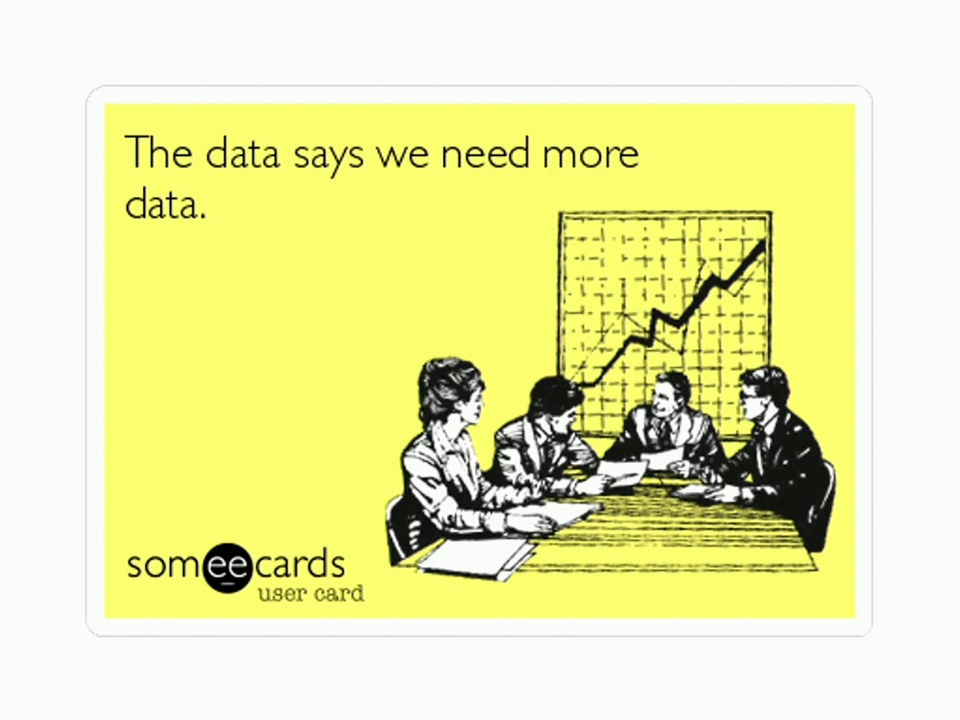 The data says we need more
data.
someecards
user card